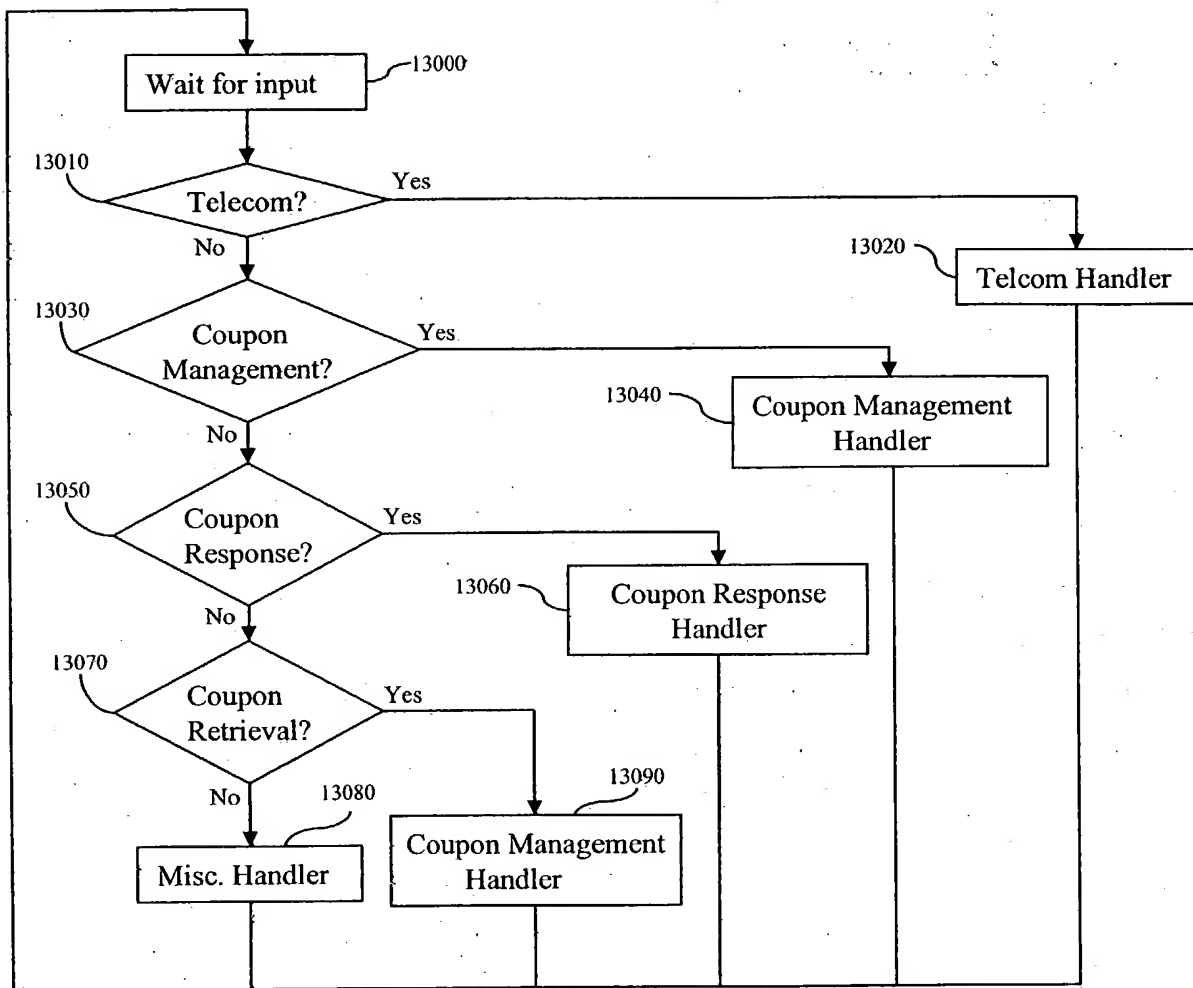 Wait for input
13000
13010
Telecom?
Yes
No
13020
Telcom Handler
13030
Coupon
Management?
Yes
No
13040
Coupon Management
Handler
13050
Coupon
Response?
Yes
No
13060
Coupon Response
Handler
13070
Coupon
Retrieval?
Yes
No
13080
Misc. Handler
13090
Coupon Management
Handler